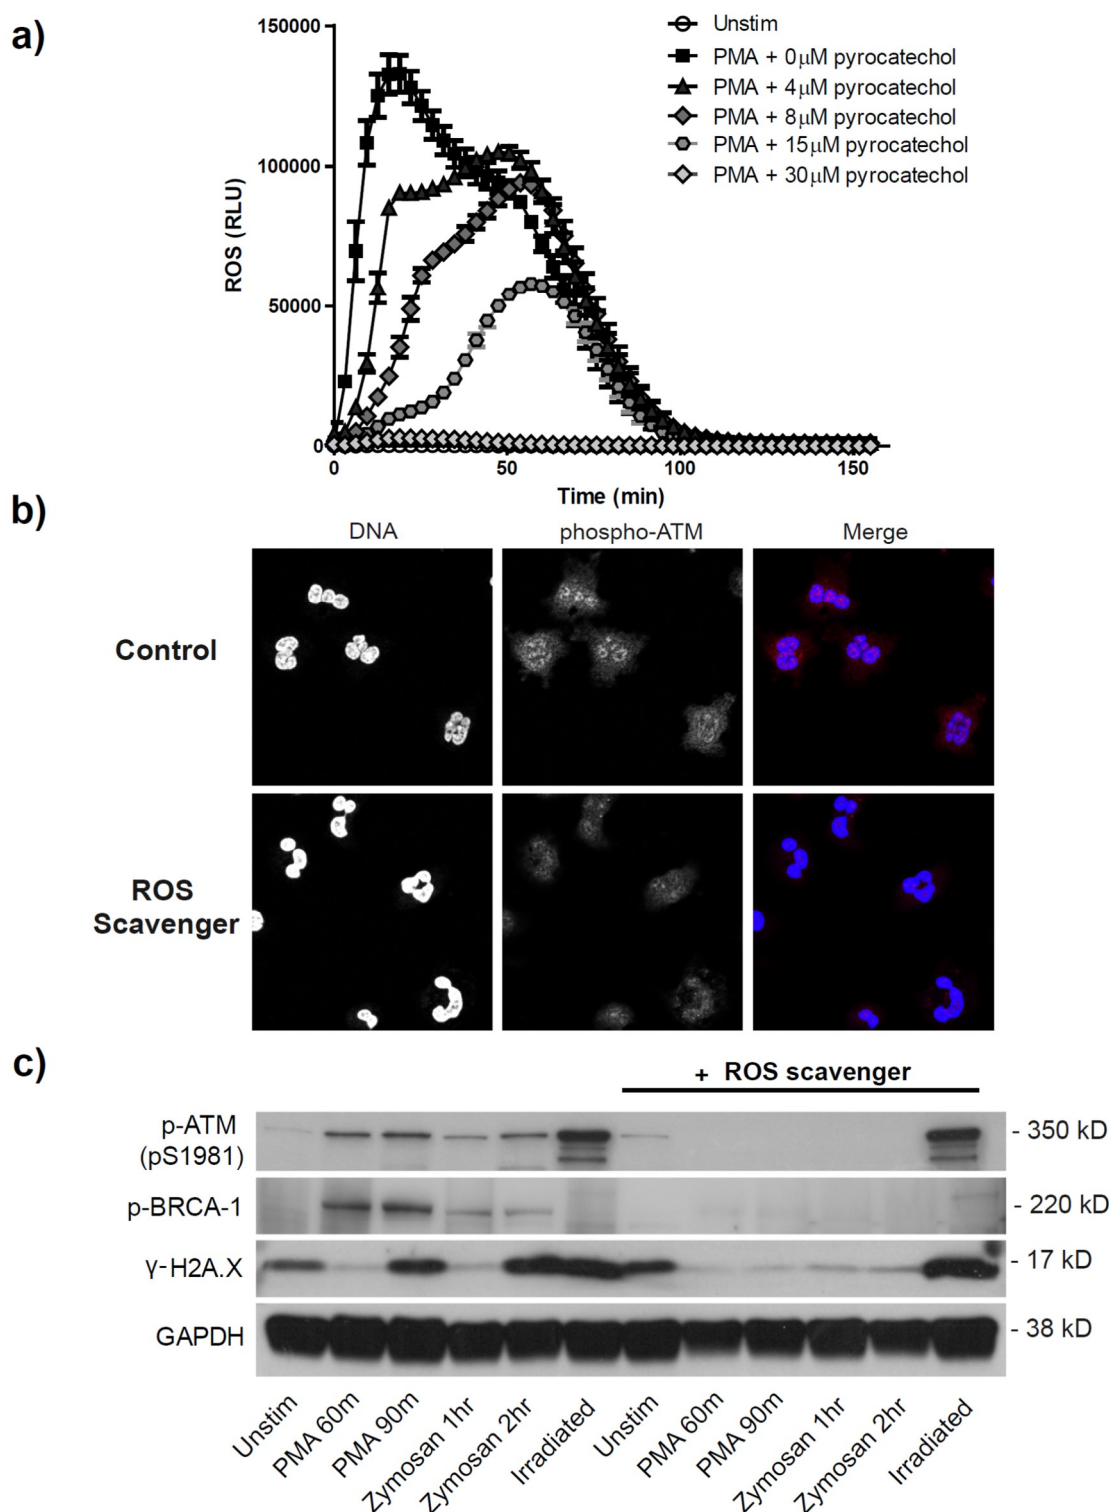 a)
150000
100000
50000
0
ROS (RLU)
0 50 100 150
Time (min)
Unstim
PMA + 0μM pyrocatechol
PMA + 4μM pyrocatechol
PMA + 8μM pyrocatechol
PMA + 15μM pyrocatechol
PMA + 30μM pyrocatechol
b)
DNA phospho-ATM Merge
Control
ROS
Scavenger
c)
+ ROS scavenger
p-ATM
(pS1981)
- 350 kD
p-BRCA-1 - 220 kD
γ-H2A.X - 17 kD
GAPDH - 38 kD
Unstim PMA 60m PMA 90m Zymosan 1hr Zymosan 2hr Irradiated Unstim PMA 60m PMA 90m Zymosan 1hr Zymosan 2hr Irradiated